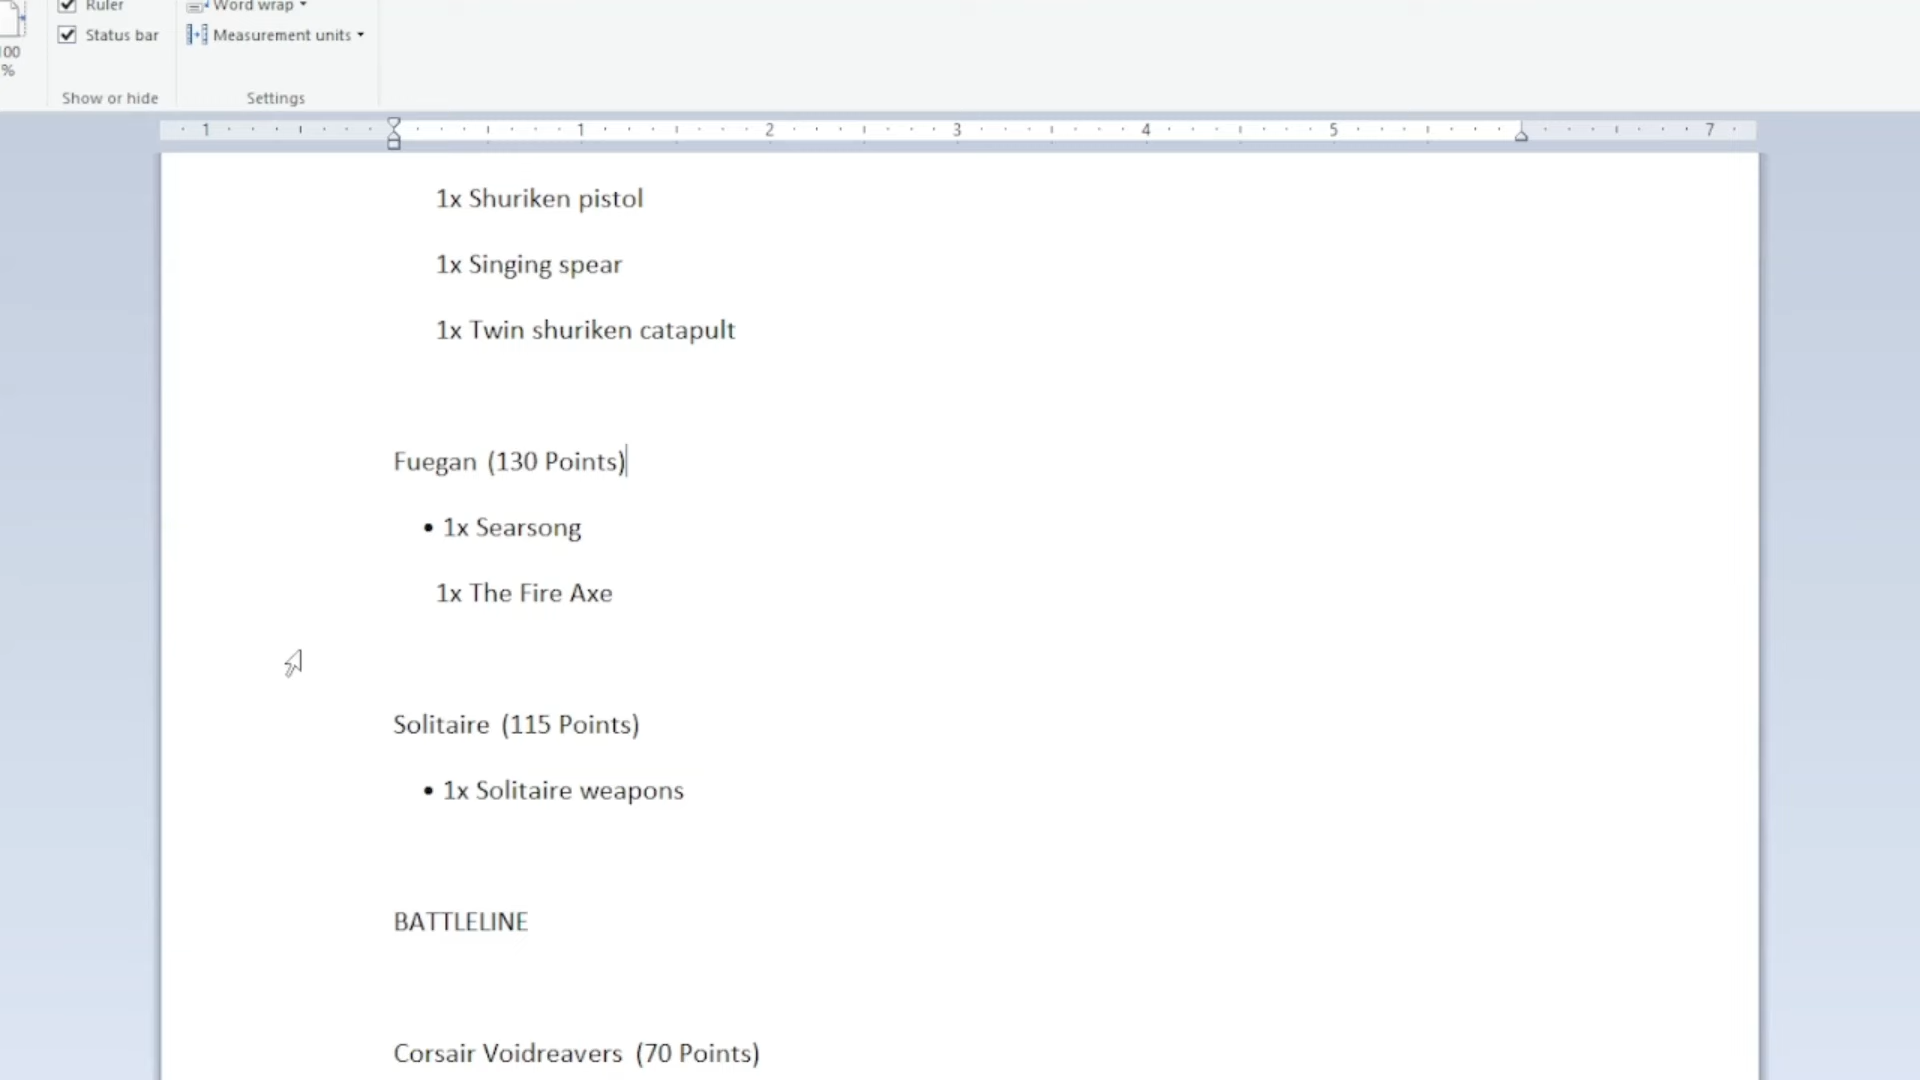 Ruler
Word wrap
Status bar
Measurement units
100
%
Show or hide
Settings
1 1 2 3 4 5 7
1x Shuriken pistol
1x Singing spear
1x Twin shuriken catapult
Fuegan (130 Points)
• 1x Searsong
1x The Fire Axe
Solitaire (115 Points)
• 1x Solitaire weapons
BATTLELINE
Corsair Voidreavers (70 Points)